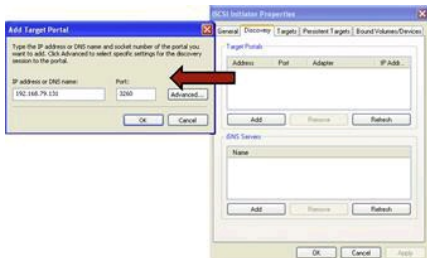 Add Target Portal
Type the IP address or DNS name and socket number of the portal you
want to add. Click Advanced to select specific settings for the discovery
session to the portal.
IP address or DNS name:
Port:
192.168.79.131
3260
Advanced...
OK
Cancel
iSCSI Initiator Properties
General
Discovery
Targets
Persistent Targets
Bound Volumes/Devices
Target Portals
Address
Port
Adapter
IP Addr...
Add
Remove
Refresh
iSNS Servers
Name
Add
Remove
Refresh
OK
Cancel
Apply